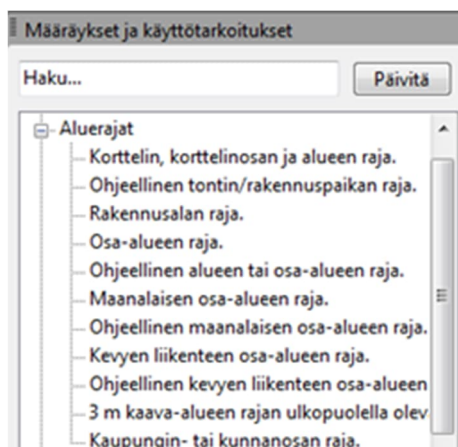 Määräykset ja käyttötarkoitukset
Haku...
Päivitä
Aluerajat
Korttelin, korttelinosan ja alueen raja.
Ohjeellinen tontin/rakennuspaikan raja.
Rakennusalan raja.
Osa-alueen raja.
Ohjeellinen alueen tai osa-alueen raja.
Maanalaisen osa-alueen raja.
Ohjeellinen maanalaisen osa-alueen raja.
Kevyen liikenteen osa-alueen raja.
Ohjeellinen kevyen liikenteen osa-alueen
3 m kaava-alueen rajan ulkopuolella olev
Kaupungin- tai kunnanosan raja.